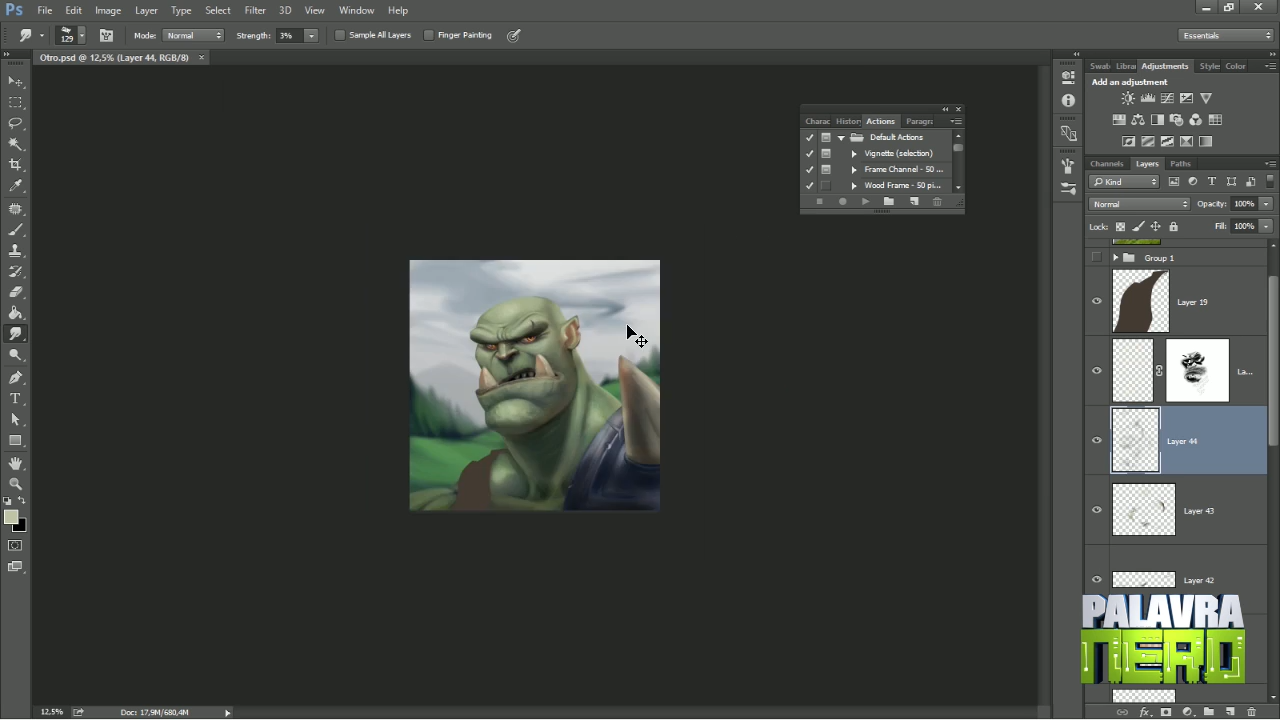 Ps File Edit Image Layer Type Select Filter 3D View Window Help
129 Mode: Normal Strength: 3% Sample All Layers Finger Painting Essentials
Otro.psd @ 12,5% (Layer 44, RGB/8) ×
Swab Libra Adjustments Style Color
Add an adjustment
Charac Histor Actions Paragra
Default Actions
Vignette (selection)
Frame Channel - 50 ...
Wood Frame - 50 pi...
Channels Layers Paths
Kind
Normal Opacity: 100%
Lock: Fill: 100%
Group 1
Layer 19
La...
Layer 44
Layer 43
Layer 42
PALAVRA
NERD
fx
12,5% Doc: 17,9M/680,4M